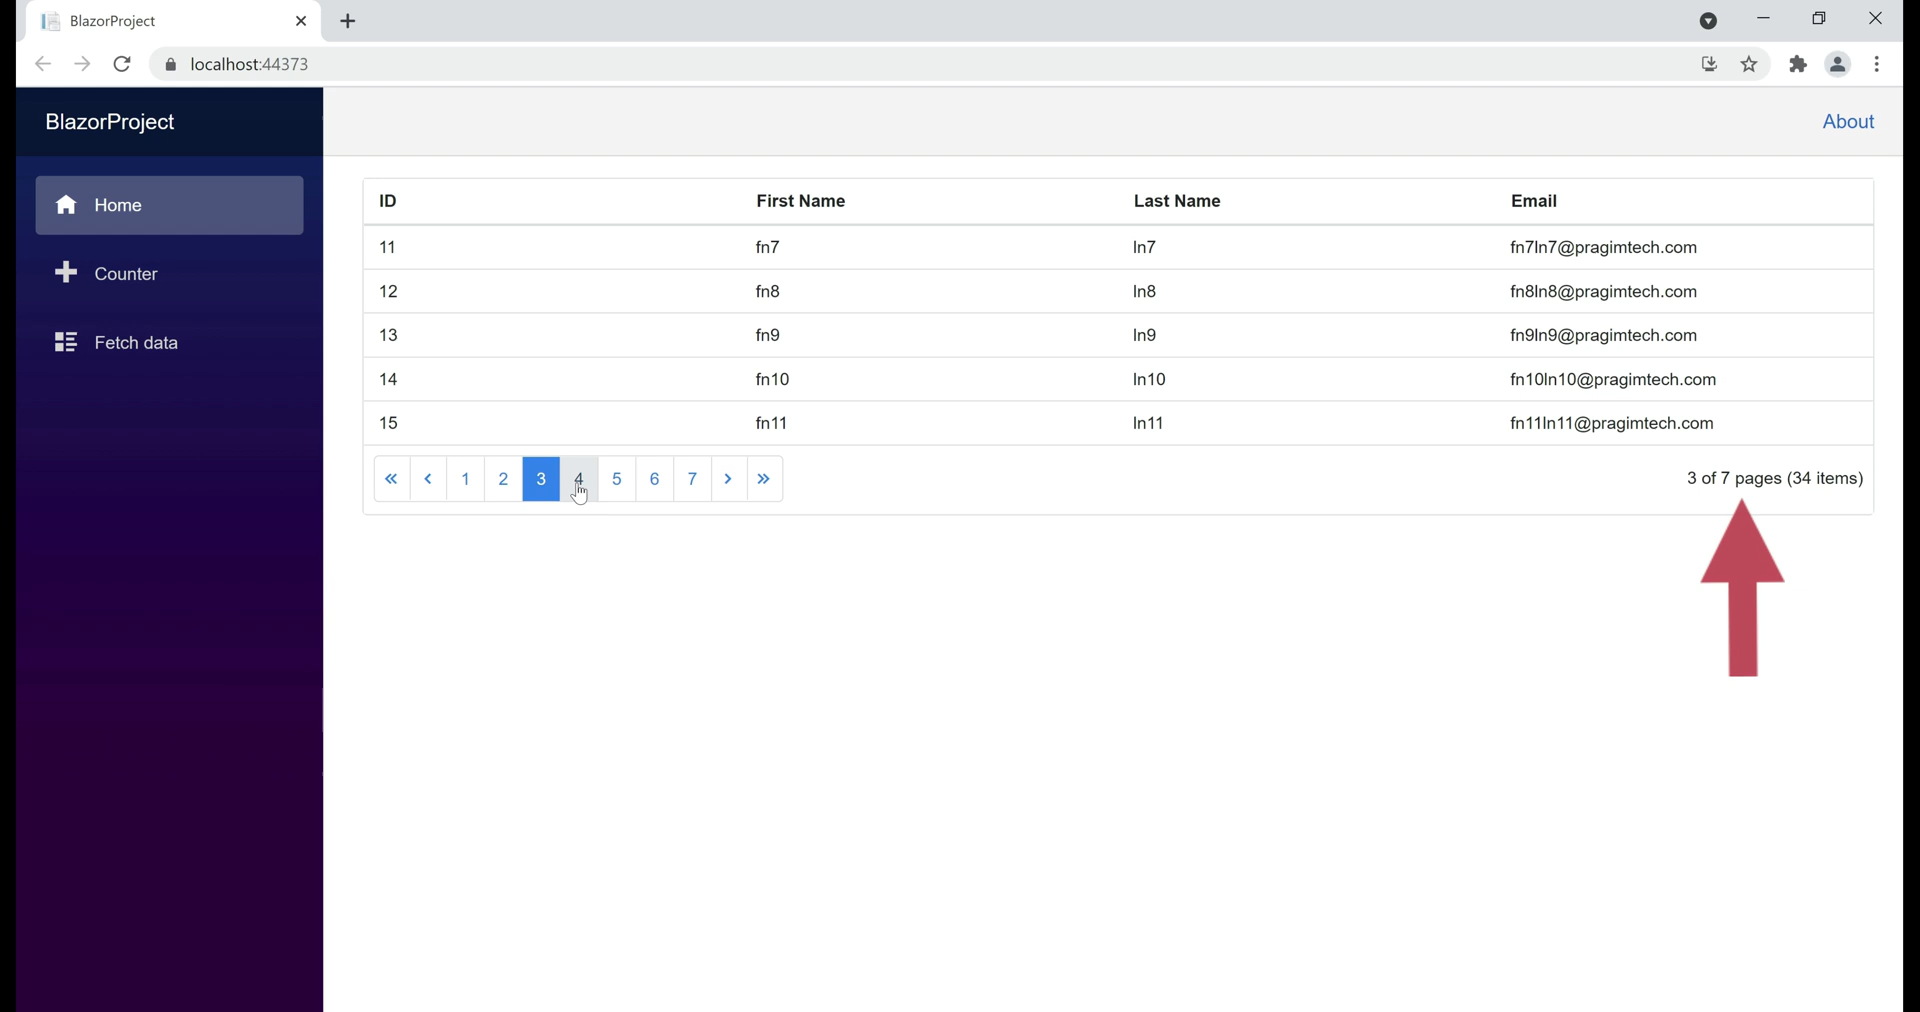 BlazorProject
localhost:44373
BlazorProject
About
Home
Counter
Fetch data
ID First Name Last Name Email
11 fn7 ln7 fn7ln7@pragimtech.com
12 fn8 ln8 fn8ln8@pragimtech.com
13 fn9 ln9 fn9ln9@pragimtech.com
14 fn10 ln10 fn10ln10@pragimtech.com
15 fn11 ln11 fn11ln11@pragimtech.com
« ‹ 1 2 3 4 5 6 7 › » 3 of 7 pages (34 items)